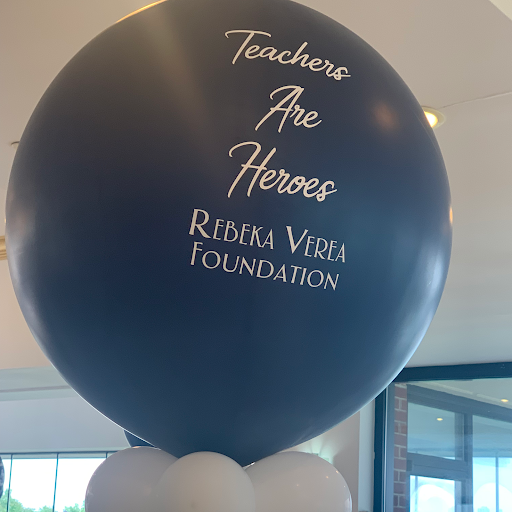 Teachers
Are
Heroes
REBEKA VEREA
FOUNDATION